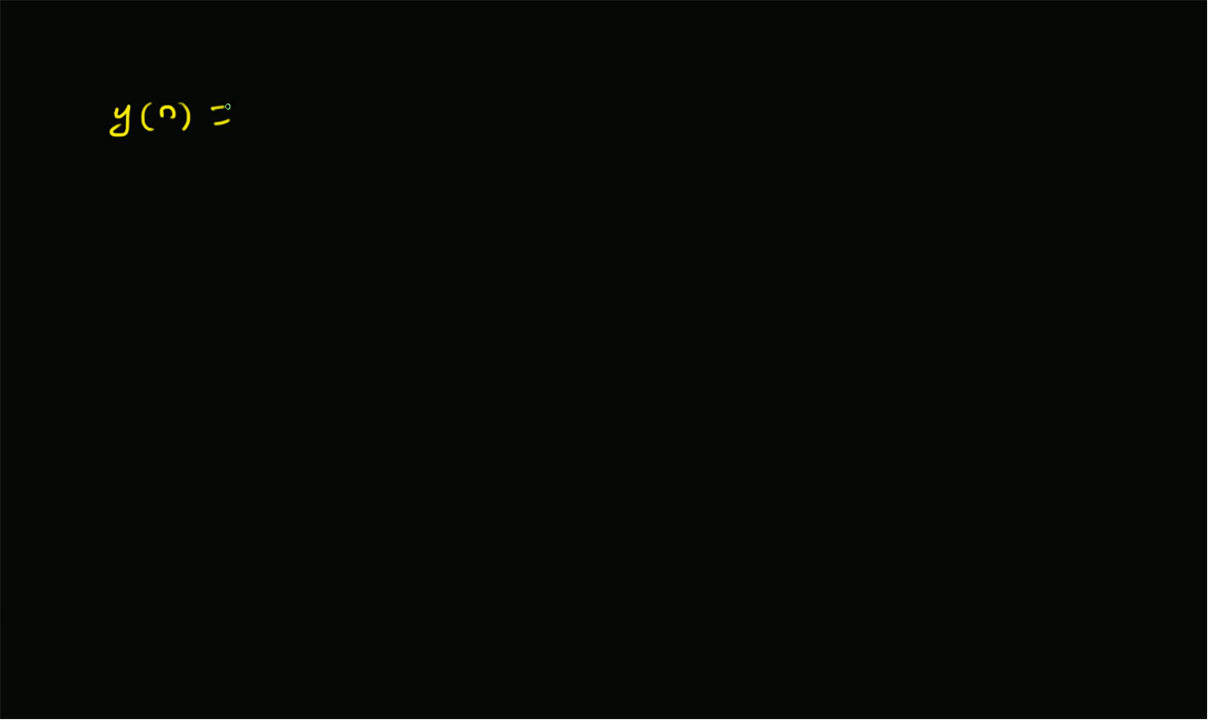 y(n) =